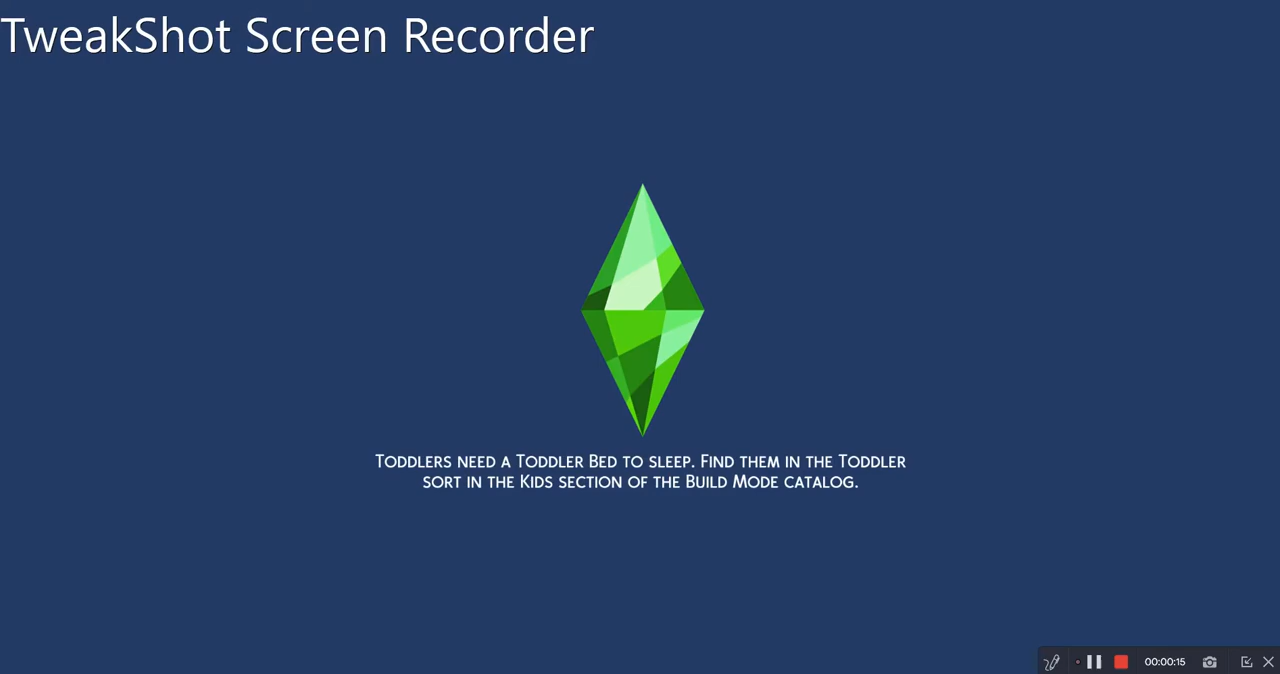 TweakShot Screen Recorder
TODDLERS NEED A TODDLER BED TO SLEEP. FIND THEM IN THE TODDLER
SORT IN THE KIDS SECTION OF THE BUILD MODE CATALOG.
00:00:15